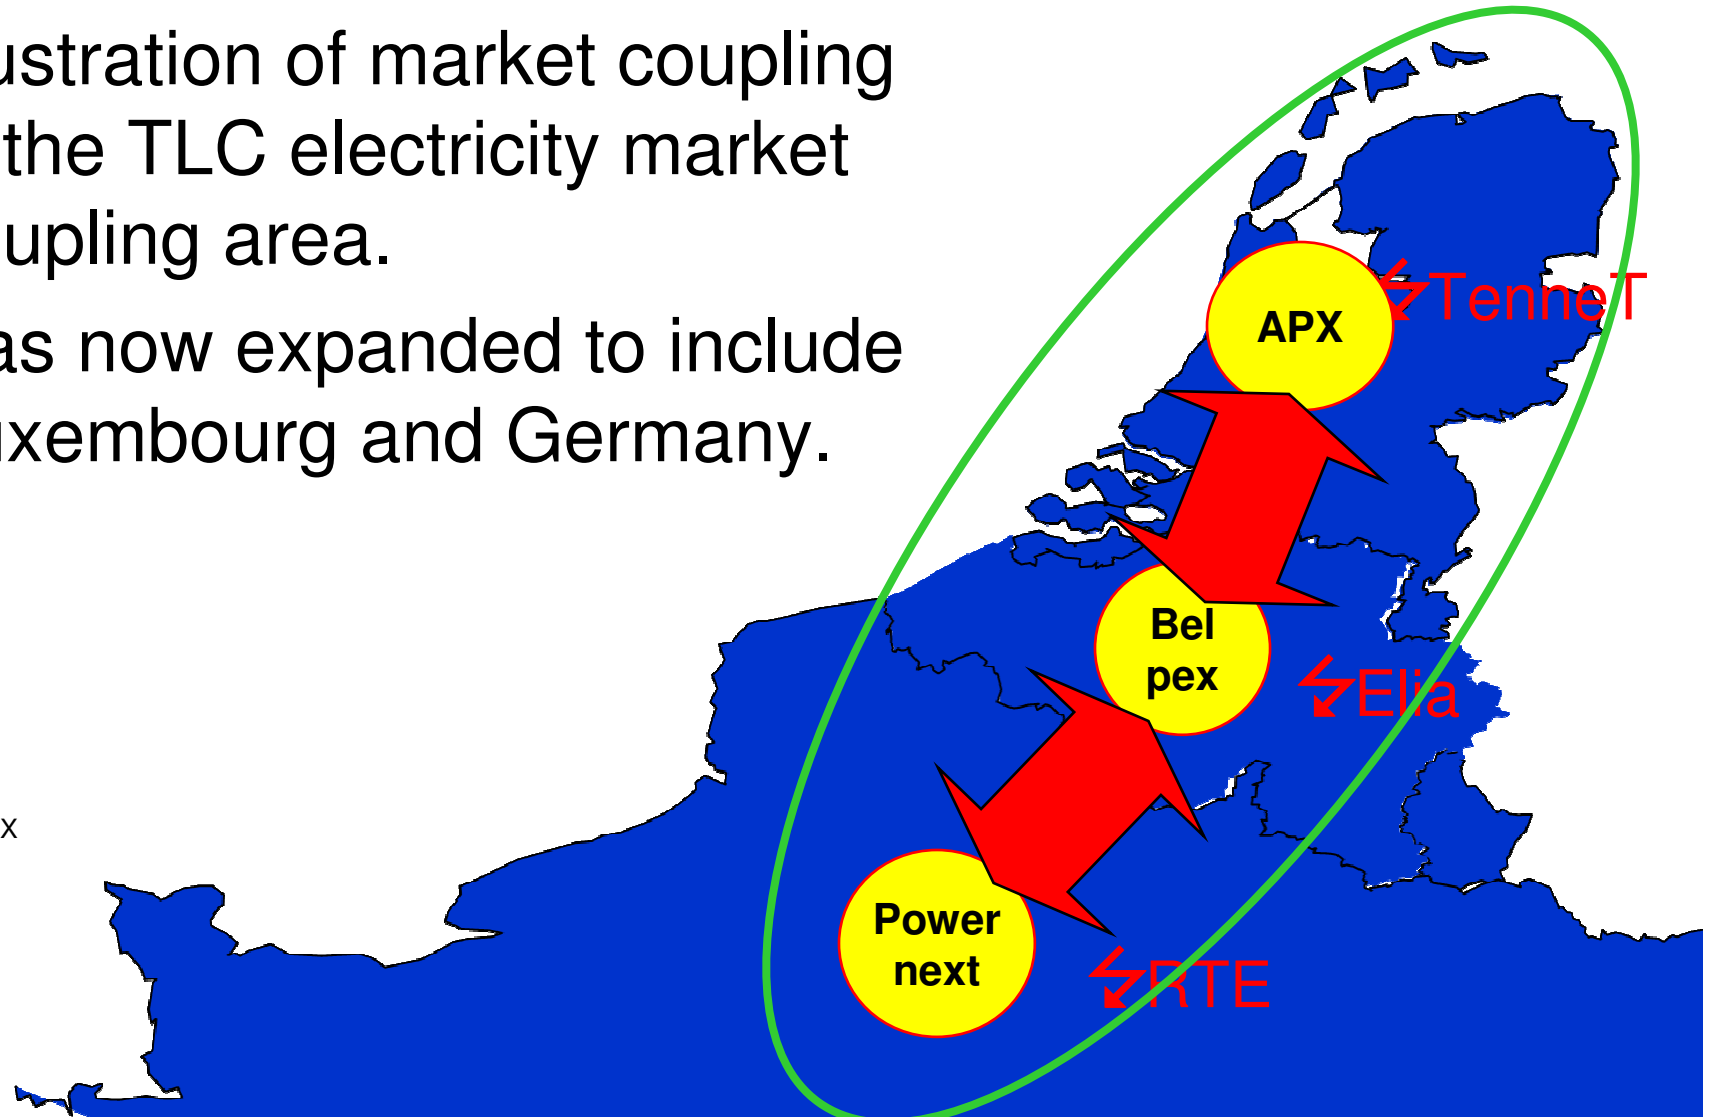 ustration of market coupling
the TLC electricity market
upling area.
as now expanded to include
uxembourg and Germany.
APX
TenneT
Bel
pex
Elia
x
Power
next
RTE